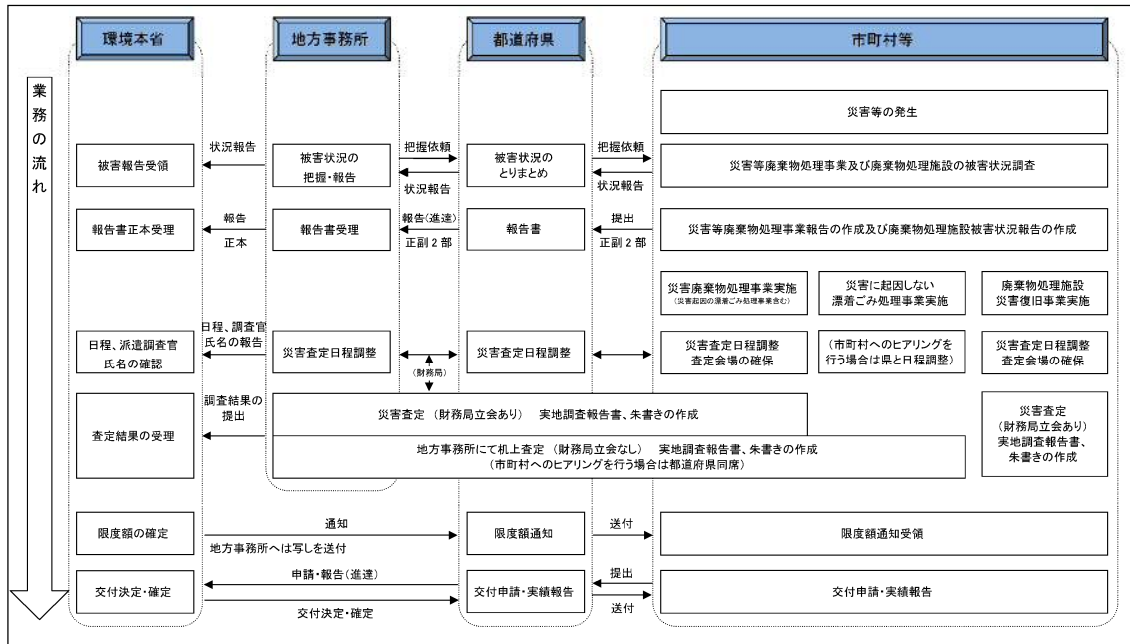 環境本省
地方事務所
都道府県
市町村等
業務の流れ
災害等の発生
被害報告受領
状況報告
被害状況の
把握・報告
把握依頼
状況報告
被害状況の
とりまとめ
把握依頼
状況報告
災害等廃棄物処理事業及び廃棄物処理施設の被害状況調査
報告書正本受理
報告
正本
報告書受理
報告(進達)
正副2部
報告書
提出
正副2部
災害等廃棄物処理事業報告の作成及び廃棄物処理施設被害状況報告の作成
災害廃棄物処理事業実施
(災害起因の漂着ごみ処理事業含む)
災害に起因しない
漂着ごみ処理事業実施
廃棄物処理施設
災害復旧事業実施
日程、派遣調査官
氏名の確認
日程、調査官
氏名の報告
災害査定日程調整
(財務局)
災害査定日程調整
災害査定日程調整
査定会場の確保
(市町村へのヒアリングを
行う場合は県と日程調整)
災害査定日程調整
査定会場の確保
査定結果の受理
調査結果の
提出
災害査定 (財務局立会あり) 実地調査報告書、朱書きの作成
地方事務所にて机上査定 (財務局立会なし) 実地調査報告書、朱書きの作成
(市町村へのヒアリングを行う場合は都道府県同席)
災害査定
(財務局立会あり)
実地調査報告書、
朱書きの作成
限度額の確定
通知
地方事務所へは写しを送付
限度額通知
送付
限度額通知受領
交付決定・確定
申請・報告(進達)
交付決定・確定
交付申請・実績報告
提出
送付
交付申請・実績報告